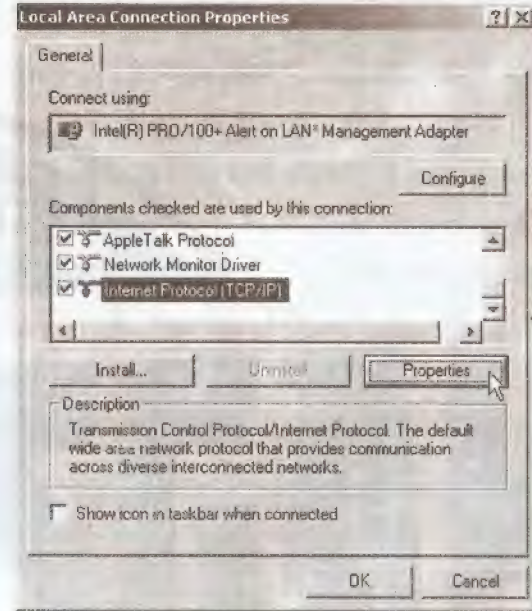 Local Area Connection Properties
General
Connect using:
Intel(R) PRO/100+ Alert on LAN* Management Adapter
Configure
Components checked are used by this connection:
AppleTalk Protocol
Network Monitor Driver
Internet Protocol (TCP/IP)
Install... Uninstall Properties
Description
Transmission Control Protocol/Internet Protocol. The default
wide area network protocol that provides communication
across diverse interconnected networks.
Show icon in taskbar when connected
OK Cancel